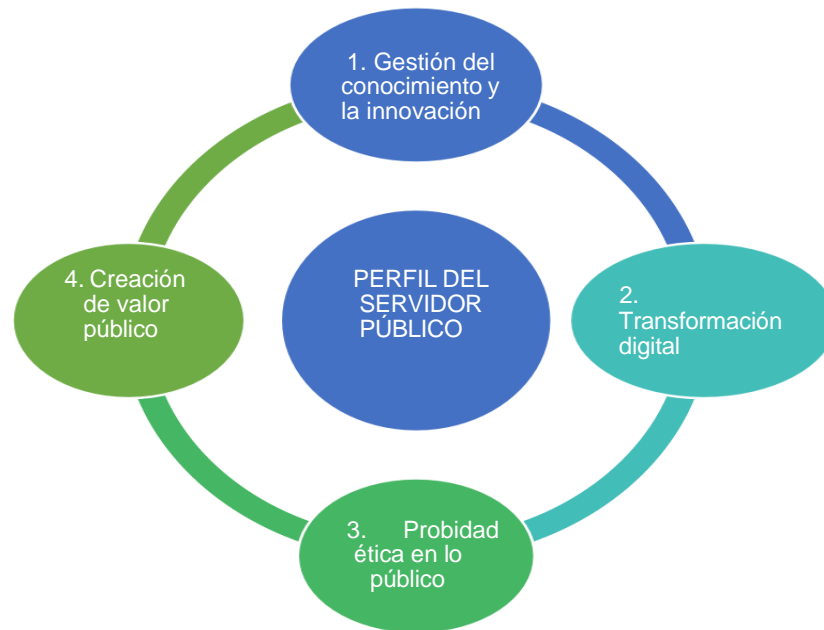 1. Gestión del
conocimiento y
la innovación
4. Creación
de valor
público
PERFIL DEL
SERVIDOR
PÚBLICO
2.
Transformación
digital
3. Probidad
ética en lo
público